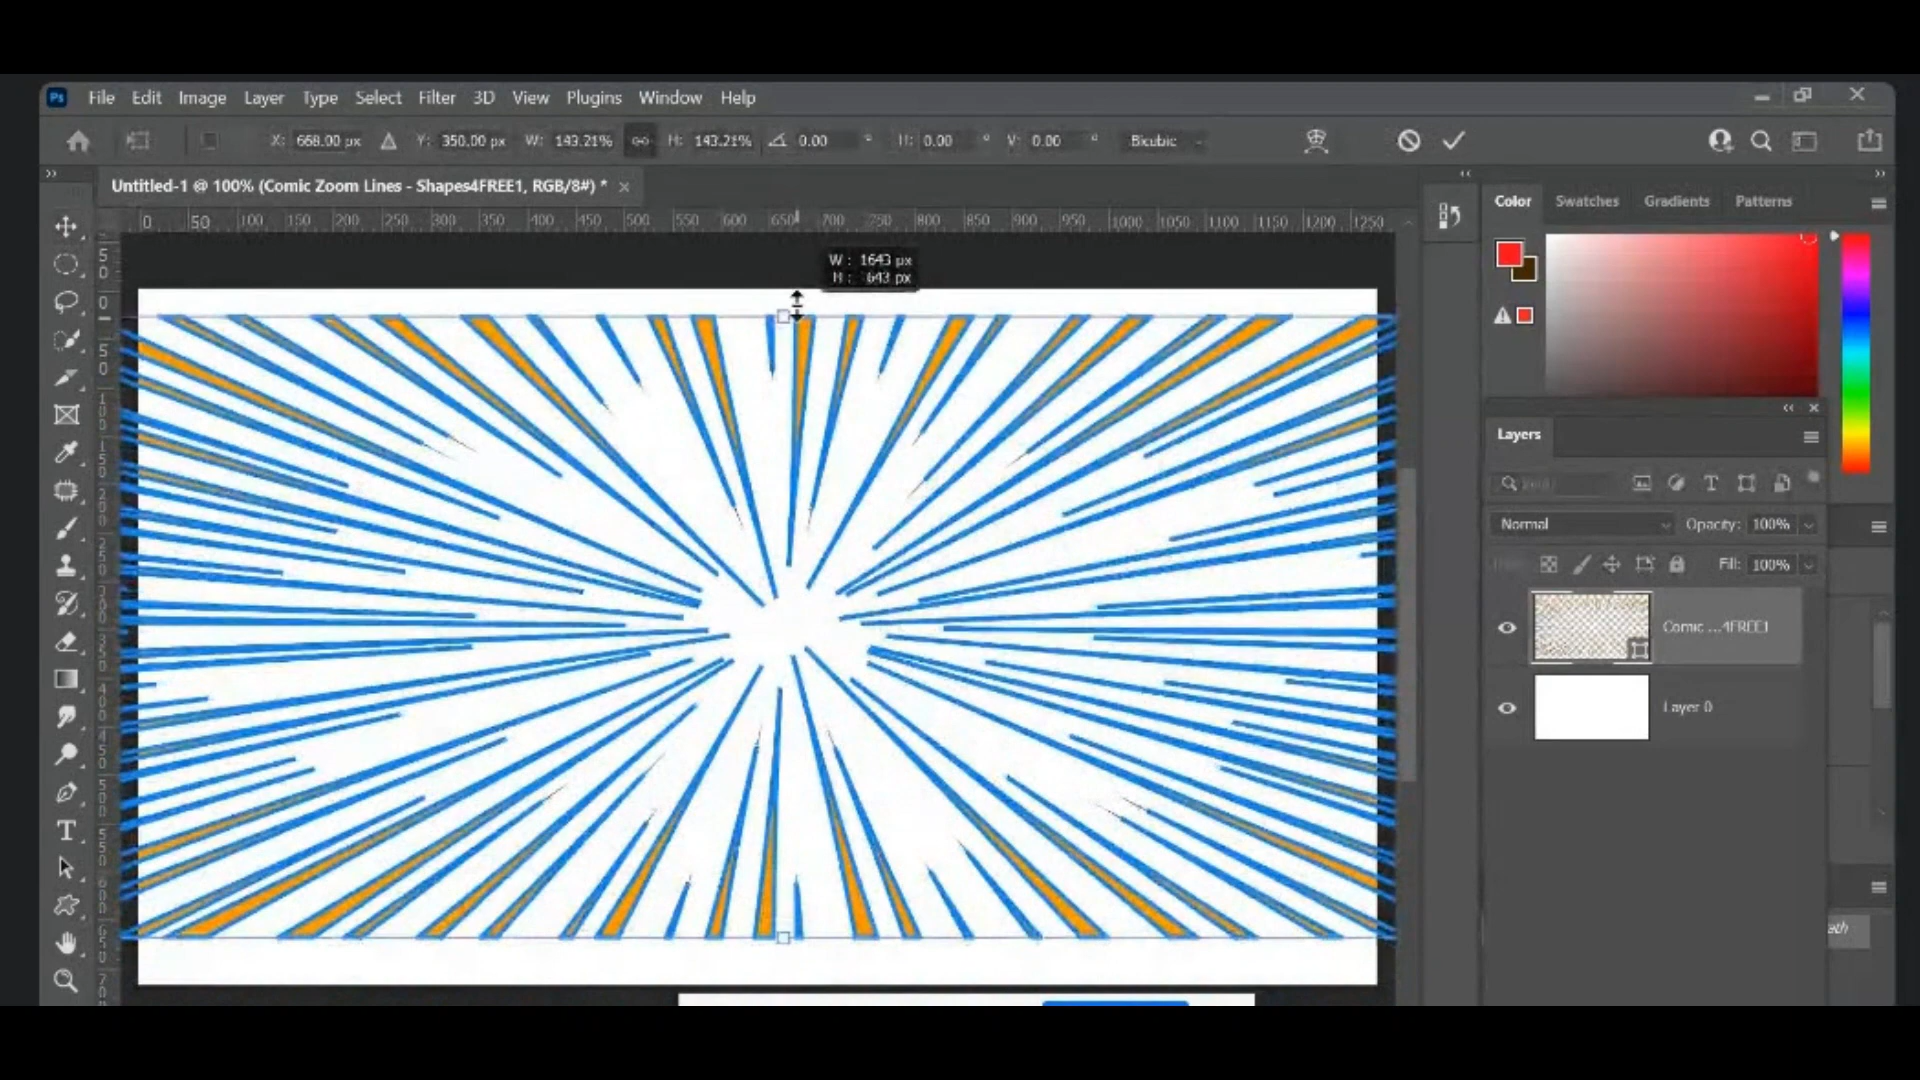 Ps File Edit Image Layer Type Select Filter 3D View Plugins Window Help
X: 668.00 px Y: 350.00 px W: 143.21% H: 143.21% 0.00 ° H: 0.00 ° V: 0.00 ° Bicubic
Untitled-1 @ 100% (Comic Zoom Lines - Shapes4FREE1, RGB/8#) * ×
0 50 100 150 200 250 300 350 400 450 500 550 600 650 700 750 800 850 900 950 1000 1050 1100 1150 1200 1250
Color Swatches Gradients Patterns
W : 1643 px
H : 643 px
Layers
Normal Opacity: 100%
Fill: 100%
Comic ...4FREE1
Layer 0
ath